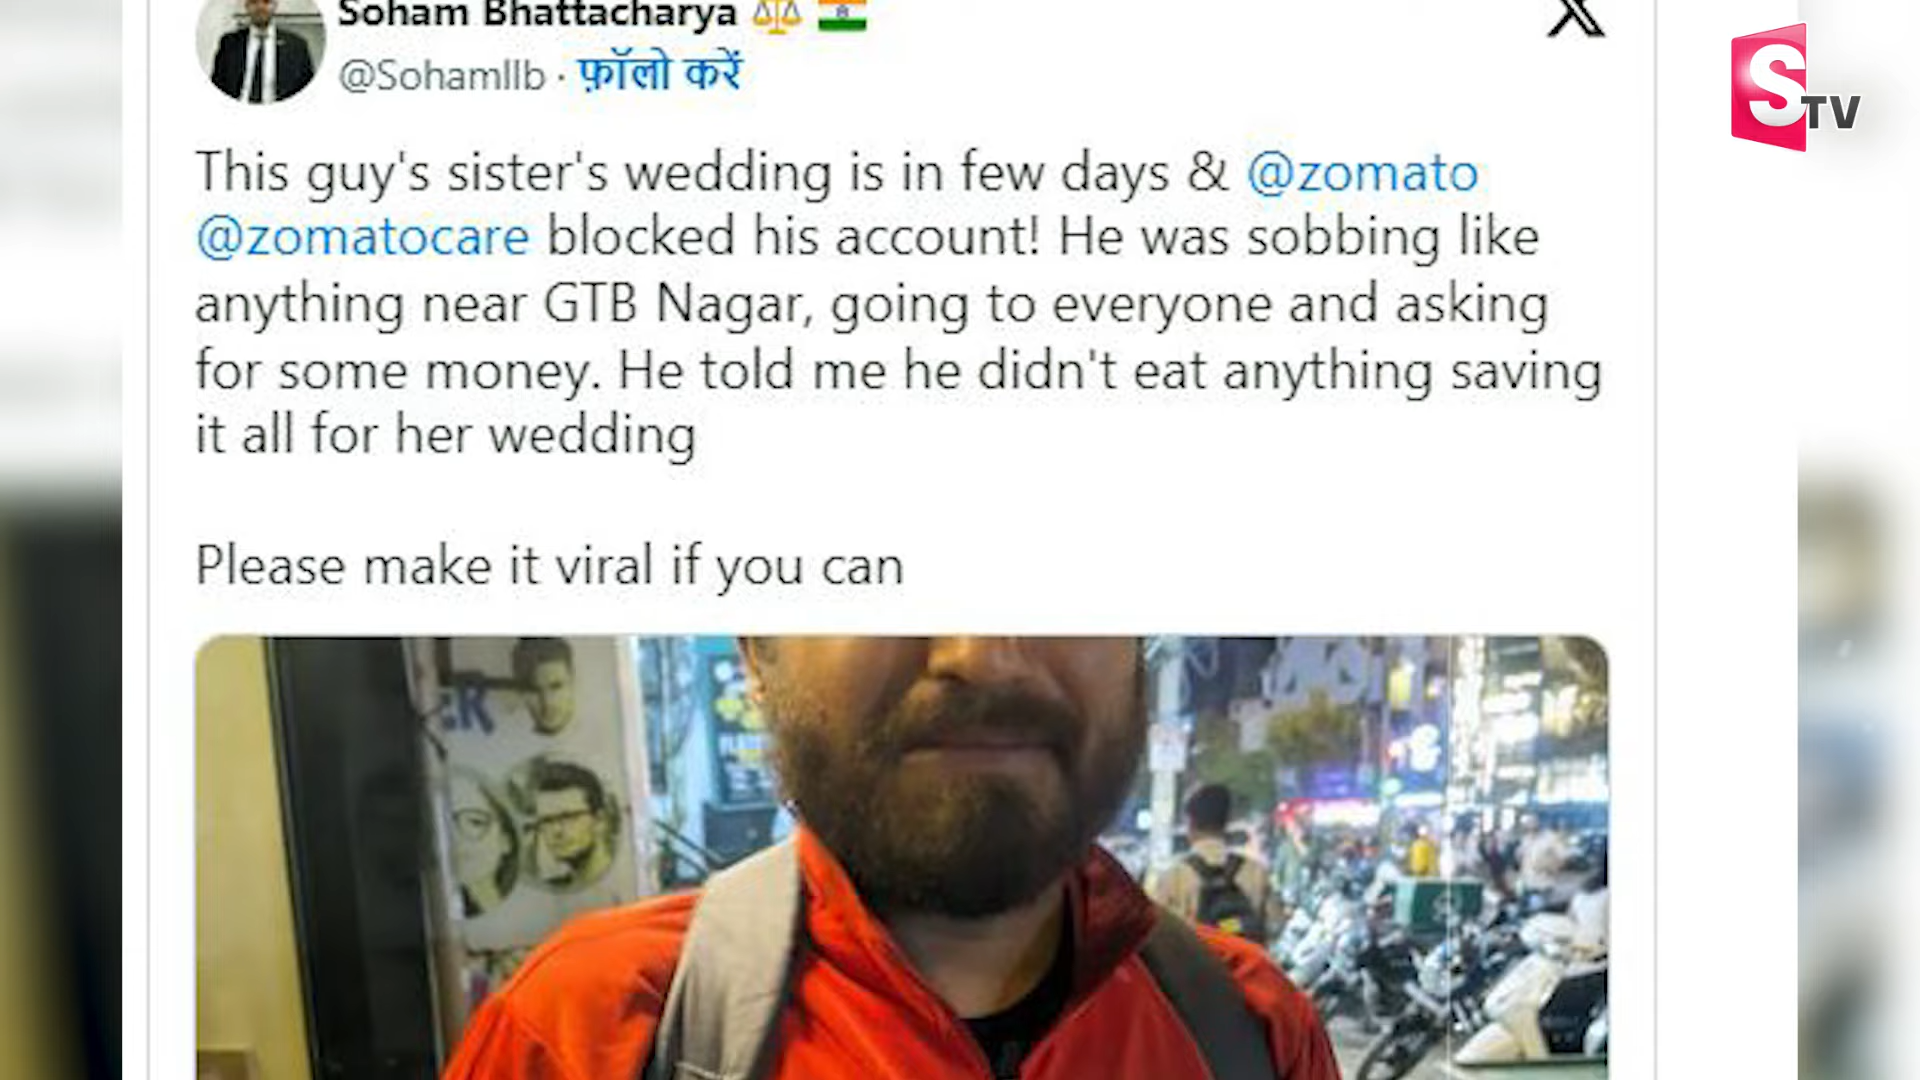 Soham Bhattacharya
@Sohamllb · फ़ॉलो करें
This guy's sister's wedding is in few days & @zomato
@zomatocare blocked his account! He was sobbing like
anything near GTB Nagar, going to everyone and asking
for some money. He told me he didn't eat anything saving
it all for her wedding
Please make it viral if you can
STV